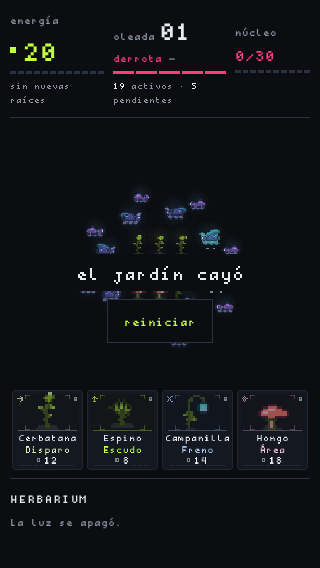 energía
20
sin nuevas
raíces
oleada 01
derrota —
19 activos · 5
pendientes
núcleo
0/30
el jardín cayó
reiniciar
Cerbatana
Disparo
12
Espino
Escudo
8
Campanilla
Freno
14
Hongo
Área
18
HERBARIUM
La luz se apagó.